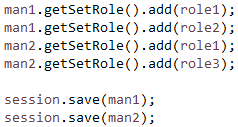 man1.getSetRole().add(role1);
man1.getSetRole().add(role2);
man2.getSetRole().add(role1);
man2.getSetRole().add(role3);
session.save(man1);
session.save(man2);